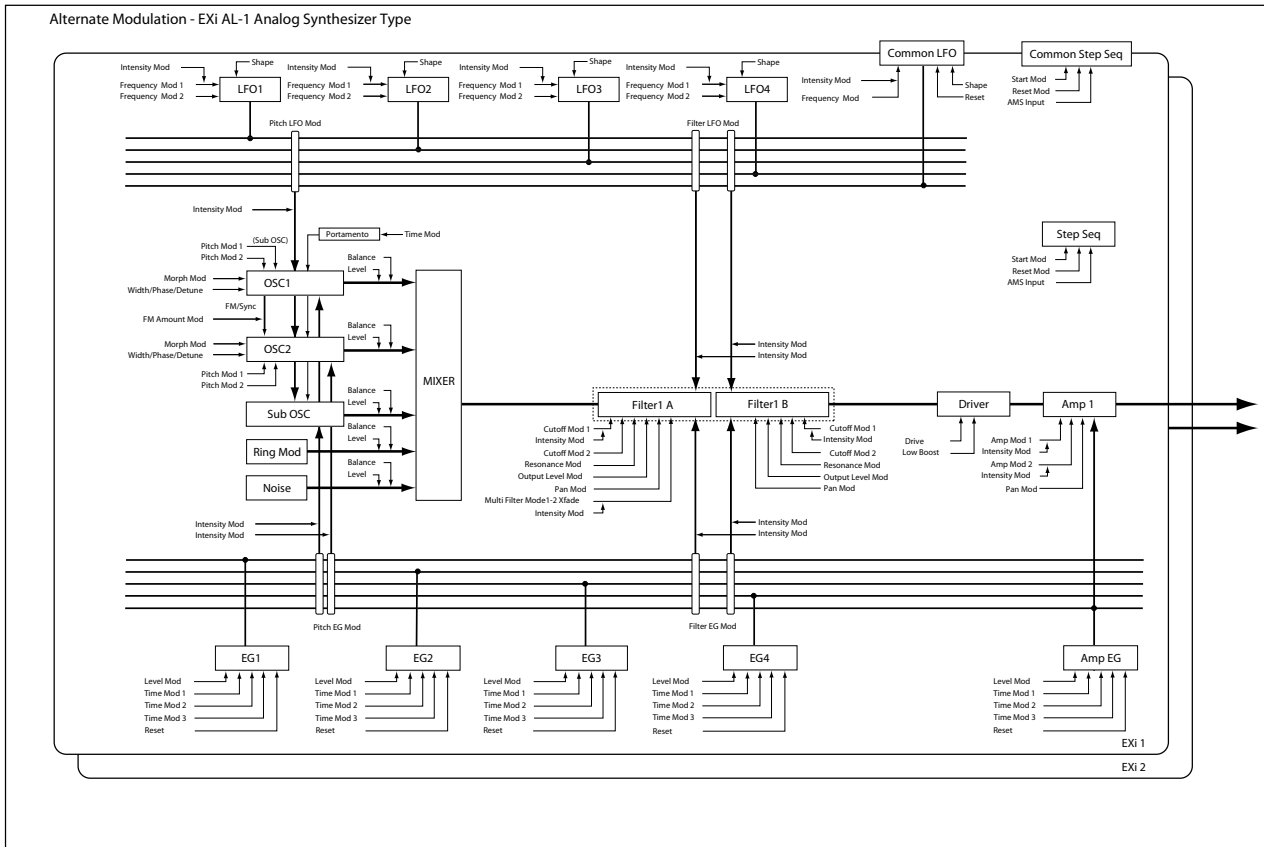 Alternate Modulation - EXi AL-1 Analog Synthesizer Type
Common LFO
Common Step Seq
Intensity Mod
Shape
Frequency Mod 1
Frequency Mod 2
LFO1
Intensity Mod
Shape
Frequency Mod 1
Frequency Mod 2
LFO2
Intensity Mod
Shape
Frequency Mod 1
Frequency Mod 2
LFO3
Intensity Mod
Shape
Frequency Mod 1
Frequency Mod 2
LFO4
Intensity Mod
Frequency Mod
Shape
Reset
Start Mod
Reset Mod
AMS Input
Pitch LFO Mod
Filter LFO Mod
Intensity Mod
(Sub OSC)
Pitch Mod 1
Pitch Mod 2
Portamento
Time Mod
Step Seq
Start Mod
Reset Mod
AMS Input
Morph Mod
Width/Phase/Detune
OSC1
Balance
Level
FM/Sync
FM Amount Mod
Morph Mod
Width/Phase/Detune
OSC2
Balance
Level
Pitch Mod 1
Pitch Mod 2
Sub OSC
Balance
Level
Ring Mod
Balance
Level
Noise
Balance
Level
MIXER
Intensity Mod
Intensity Mod
Filter1 A
Filter1 B
Driver
Amp 1
Cutoff Mod 1
Intensity Mod
Cutoff Mod 2
Resonance Mod
Output Level Mod
Pan Mod
Multi Filter Mode1-2 Xfade
Intensity Mod
Cutoff Mod 1
Intensity Mod
Cutoff Mod 2
Resonance Mod
Output Level Mod
Pan Mod
Drive
Low Boost
Amp Mod 1
Intensity Mod
Amp Mod 2
Intensity Mod
Pan Mod
Intensity Mod
Intensity Mod
Intensity Mod
Intensity Mod
Pitch EG Mod
Filter EG Mod
EG1
Level Mod
Time Mod 1
Time Mod 2
Time Mod 3
Reset
EG2
Level Mod
Time Mod 1
Time Mod 2
Time Mod 3
Reset
EG3
Level Mod
Time Mod 1
Time Mod 2
Time Mod 3
Reset
EG4
Level Mod
Time Mod 1
Time Mod 2
Time Mod 3
Reset
Amp EG
Level Mod
Time Mod 1
Time Mod 2
Time Mod 3
Reset
EXi 1
EXi 2